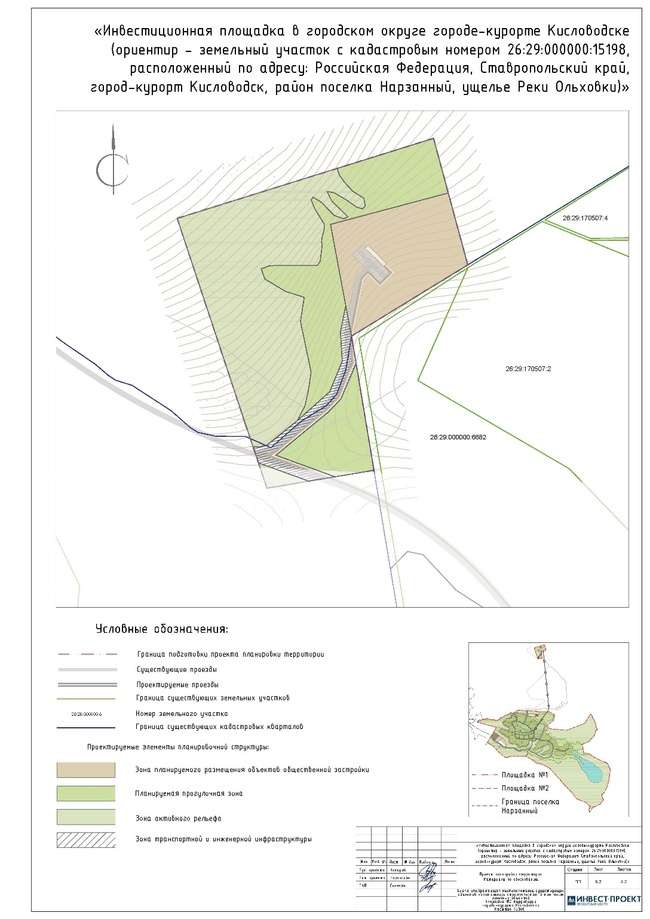 «Инвестиционная площадка в городском округе городе-курорте Кисловодске
(ориентир - земельный участок с кадастровым номером 26:29:000000:15198,
расположенный по адресу: Российская Федерация, Ставропольский край,
город-курорт Кисловодск, район поселка Нарзанный, ущелье Реки Ольховки)»
26:29:170507:4
26:29:170507:2
26:29:000000:6682
Условные обозначения:
Граница подготовки проекта планировки территории
Существующие проезды
Проектируемые проезды
Граница существующих земельных участков
Номер земельного участка
Граница существующих кадастровых кварталов
Проектируемые элементы планировочной структуры:
Зона планируемого размещения объектов общественной застройки
Планируемая прогулочная зона
Зона активного рельефа
Зона транспортной и инженерной инфраструктуры
Площадка №1
Площадка №2
Граница поселка
Нарзанный
Стадия
Лист
Листов
ИНВЕСТ-ПРОЕКТ